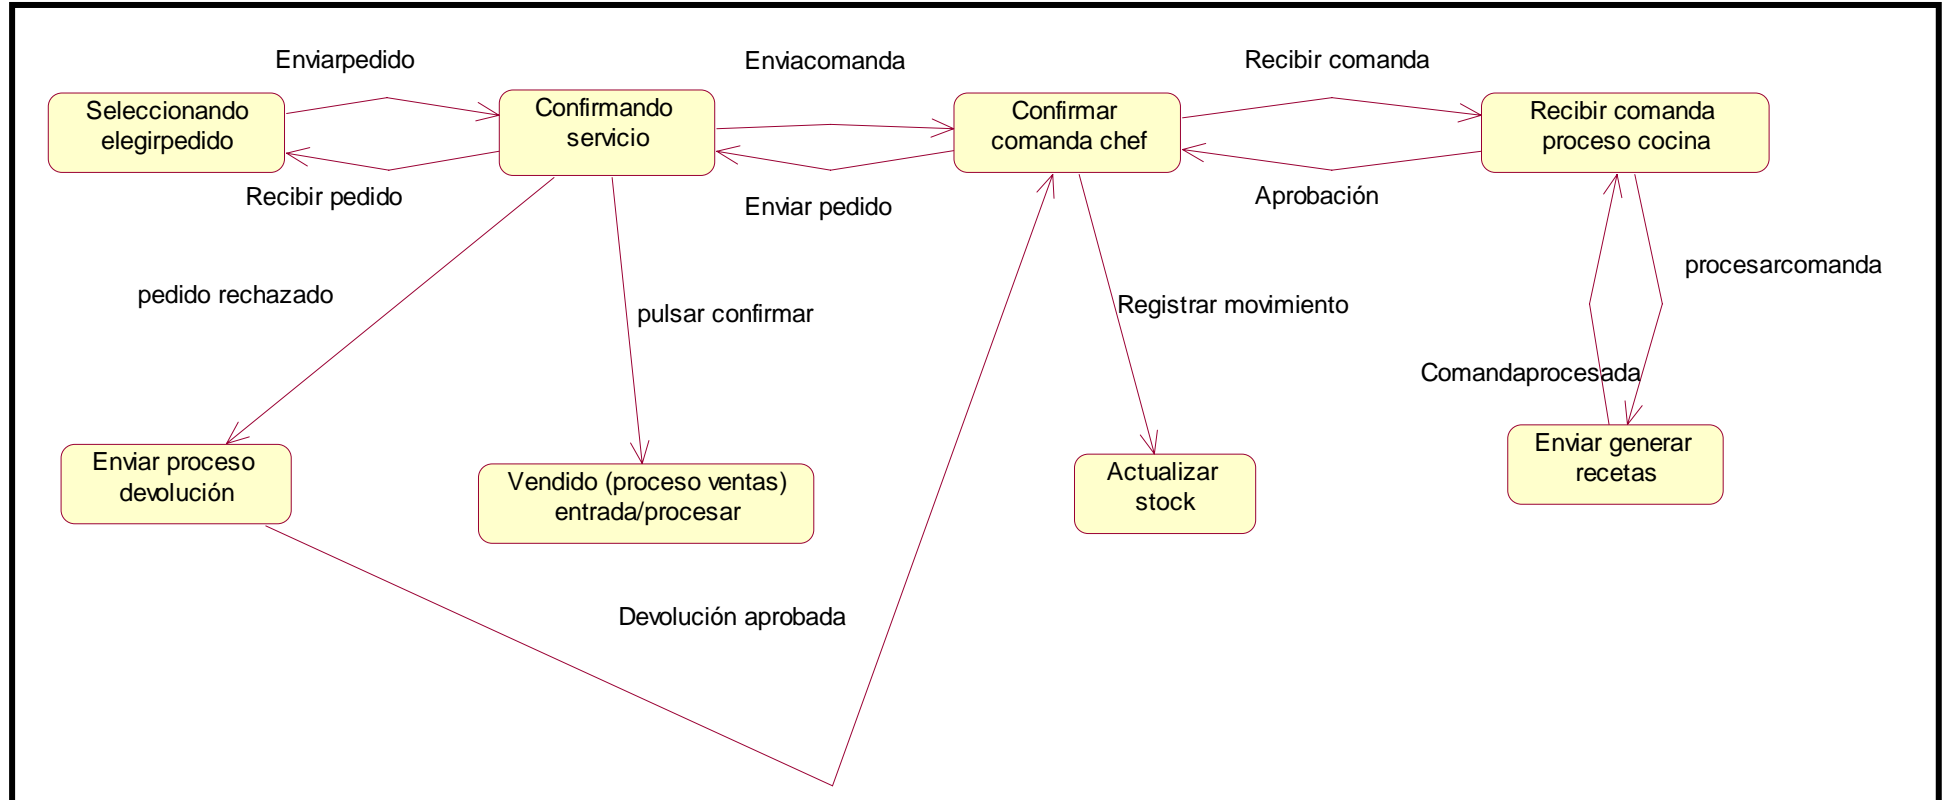 Enviarpedido
Enviacomanda
Recibir comanda
Seleccionando
elegirpedido
Confirmando
servicio
Confirmar
comanda chef
Recibir comanda
proceso cocina
Recibir pedido
Enviar pedido
Aprobación
pedido rechazado
pulsar confirmar
Registrar movimiento
procesarcomanda
Comandaprocesada
Enviar proceso
devolución
Vendido (proceso ventas)
entrada/procesar
Actualizar
stock
Enviar generar
recetas
Devolución aprobada